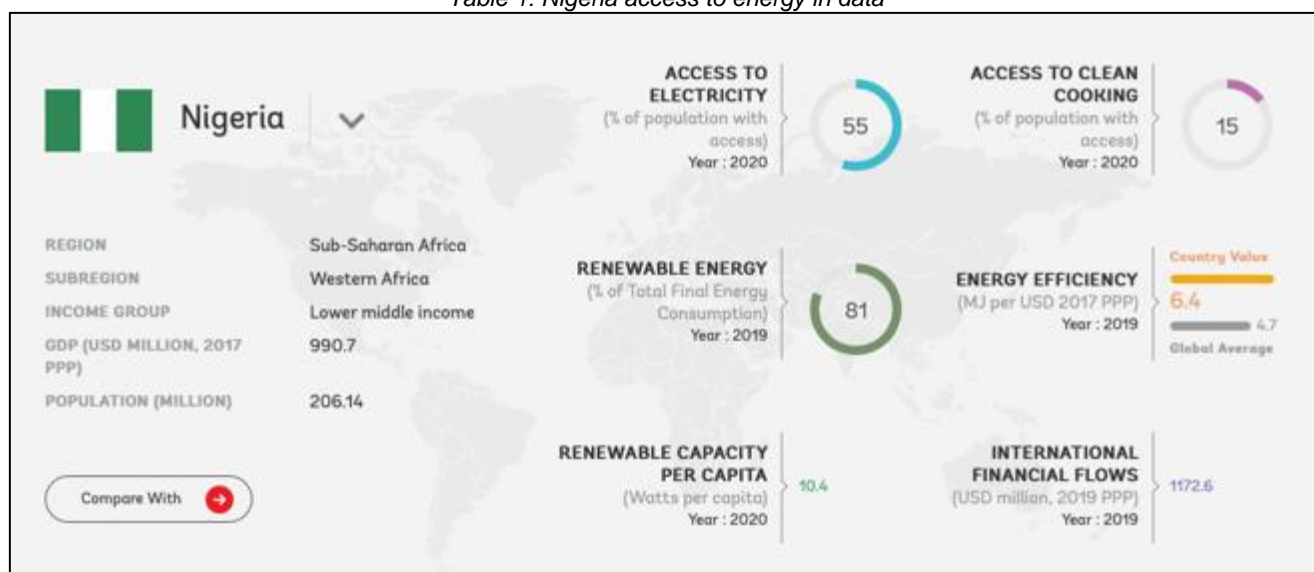 Table 1: Nigeria access to energy in data
Nigeria
ACCESS TO
ELECTRICITY
(% of population with
access)
Year : 2020
55
ACCESS TO CLEAN
COOKING
(% of population with
access)
Year : 2020
15
REGION Sub-Saharan Africa
SUBREGION Western Africa
INCOME GROUP Lower middle income
GDP (USD MILLION, 2017 990.7
PPP)
POPULATION (MILLION) 206.14
RENEWABLE ENERGY
(% of Total Final Energy
Consumption)
Year : 2019
81
ENERGY EFFICIENCY
(MJ per USD 2017 PPP)
Year : 2019
Country Value
6.4
4.7
Global Average
Compare With
RENEWABLE CAPACITY
PER CAPITA
(Watts per capita)
Year : 2020
10.4
INTERNATIONAL
FINANCIAL FLOWS
(USD million, 2019 PPP)
Year : 2019
1172.6